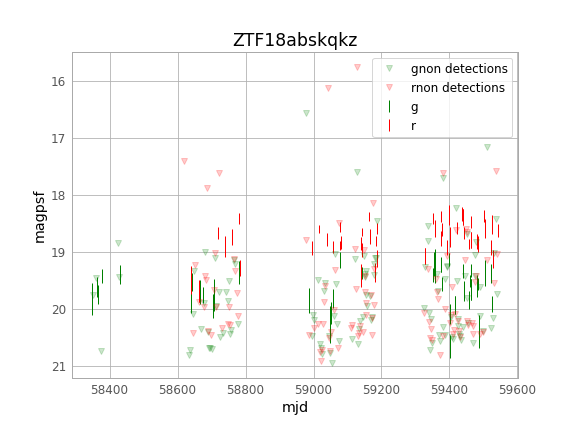 ZTF18abskqkz
gnon detections
rnon detections
g
r
magpsf
16
17
18
19
20
21
58400 58600 58800 59000 59200 59400 59600
mjd